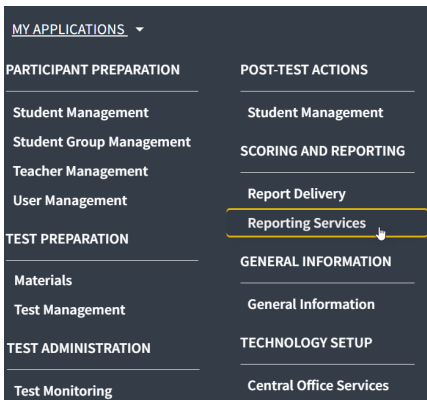 MY APPLICATIONS
PARTICIPANT PREPARATION
Student Management
Student Group Management
Teacher Management
User Management
TEST PREPARATION
Materials
Test Management
TEST ADMINISTRATION
Test Monitoring
POST-TEST ACTIONS
Student Management
SCORING AND REPORTING
Report Delivery
Reporting Services
GENERAL INFORMATION
General Information
TECHNOLOGY SETUP
Central Office Services